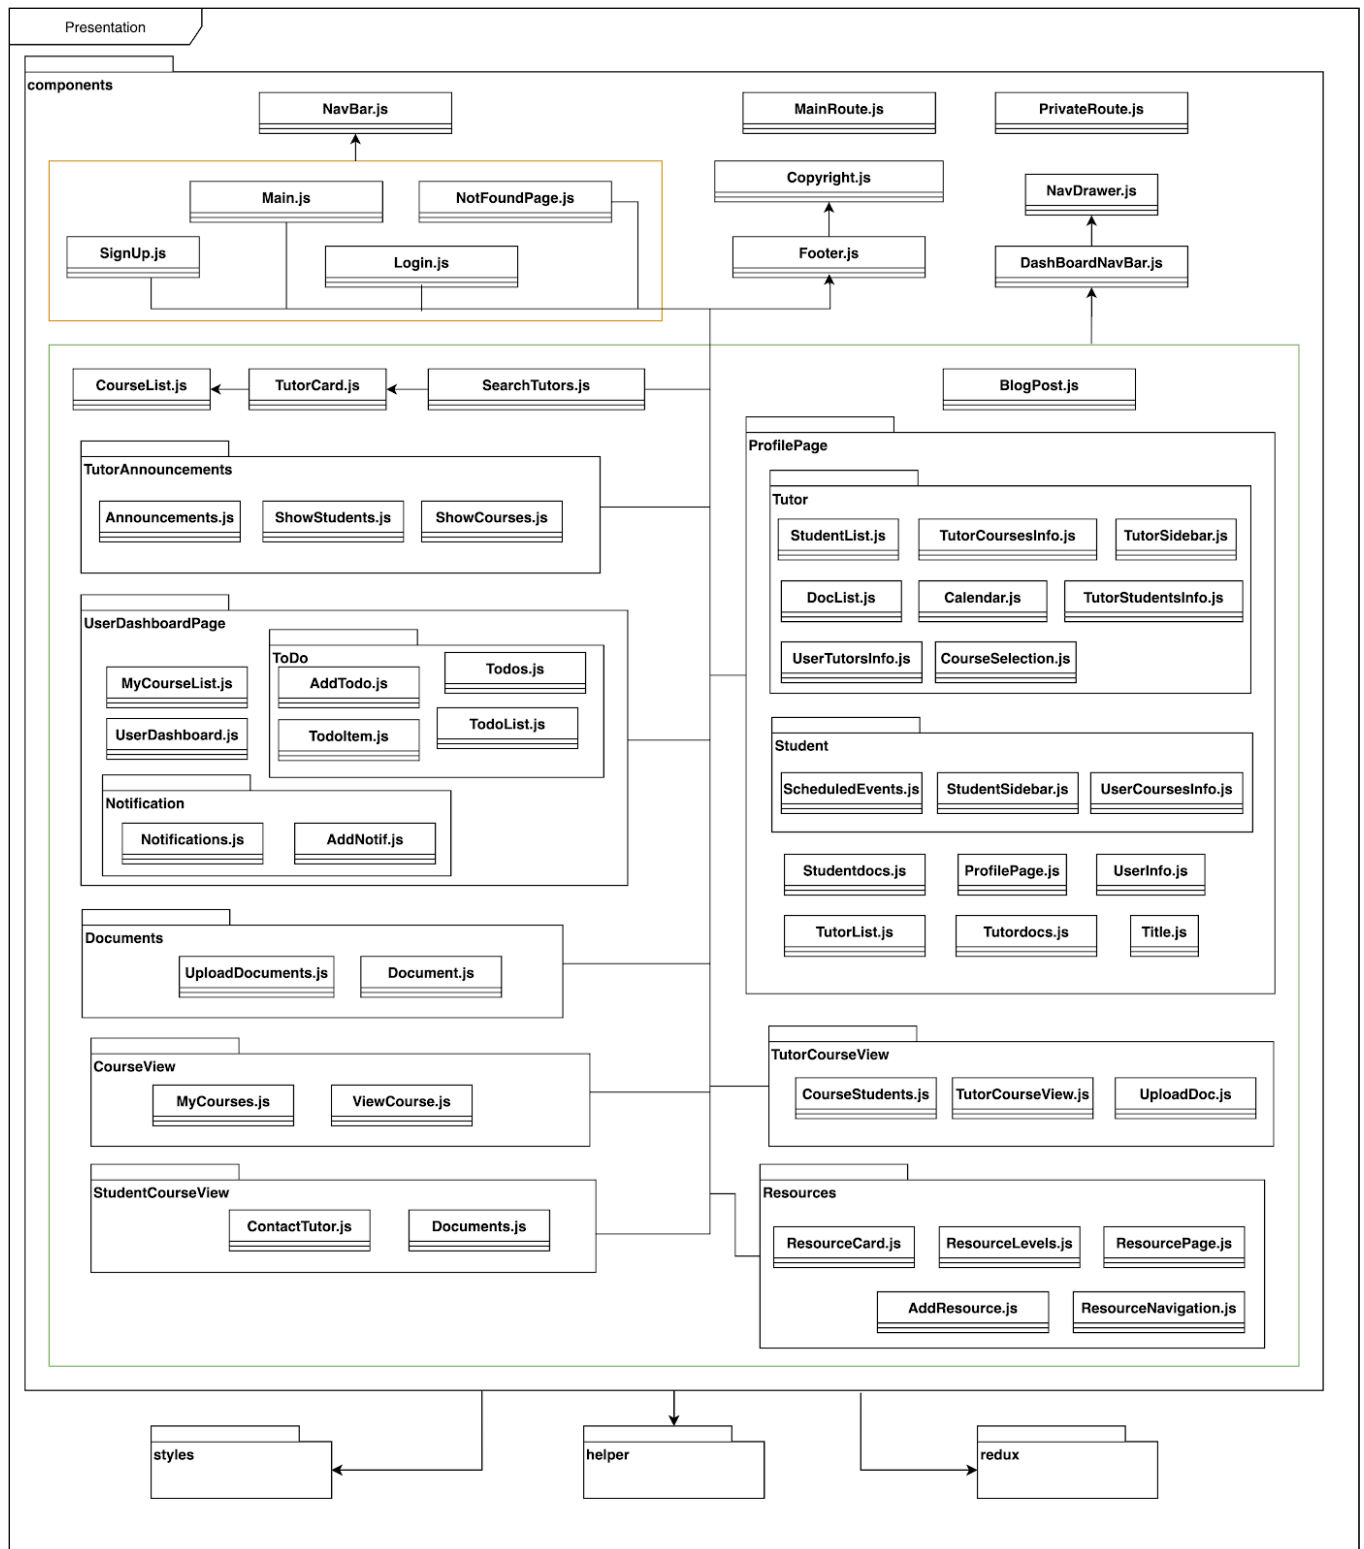 Presentation
components
NavBar.js
MainRoute.js
PrivateRoute.js
Main.js
NotFoundPage.js
Copyright.js
NavDrawer.js
SignUp.js
Login.js
Footer.js
DashBoardNavBar.js
CourseList.js
TutorCard.js
SearchTutors.js
BlogPost.js
TutorAnnouncements
Announcements.js
ShowStudents.js
ShowCourses.js
ProfilePage
Tutor
StudentList.js
TutorCoursesInfo.js
TutorSidebar.js
DocList.js
Calendar.js
TutorStudentsInfo.js
UserTutorsInfo.js
CourseSelection.js
UserDashboardPage
ToDo
MyCourseList.js
AddTodo.js
Todos.js
UserDashboard.js
TodoItem.js
TodoList.js
Notification
Notifications.js
AddNotif.js
Student
ScheduledEvents.js
StudentSidebar.js
UserCoursesInfo.js
Studentdocs.js
ProfilePage.js
UserInfo.js
TutorList.js
Tutordocs.js
Title.js
Documents
UploadDocuments.js
Document.js
CourseView
MyCourses.js
ViewCourse.js
TutorCourseView
CourseStudents.js
TutorCourseView.js
UploadDoc.js
StudentCourseView
ContactTutor.js
Documents.js
Resources
ResourceCard.js
ResourceLevels.js
ResourcePage.js
AddResource.js
ResourceNavigation.js
styles
helper
redux